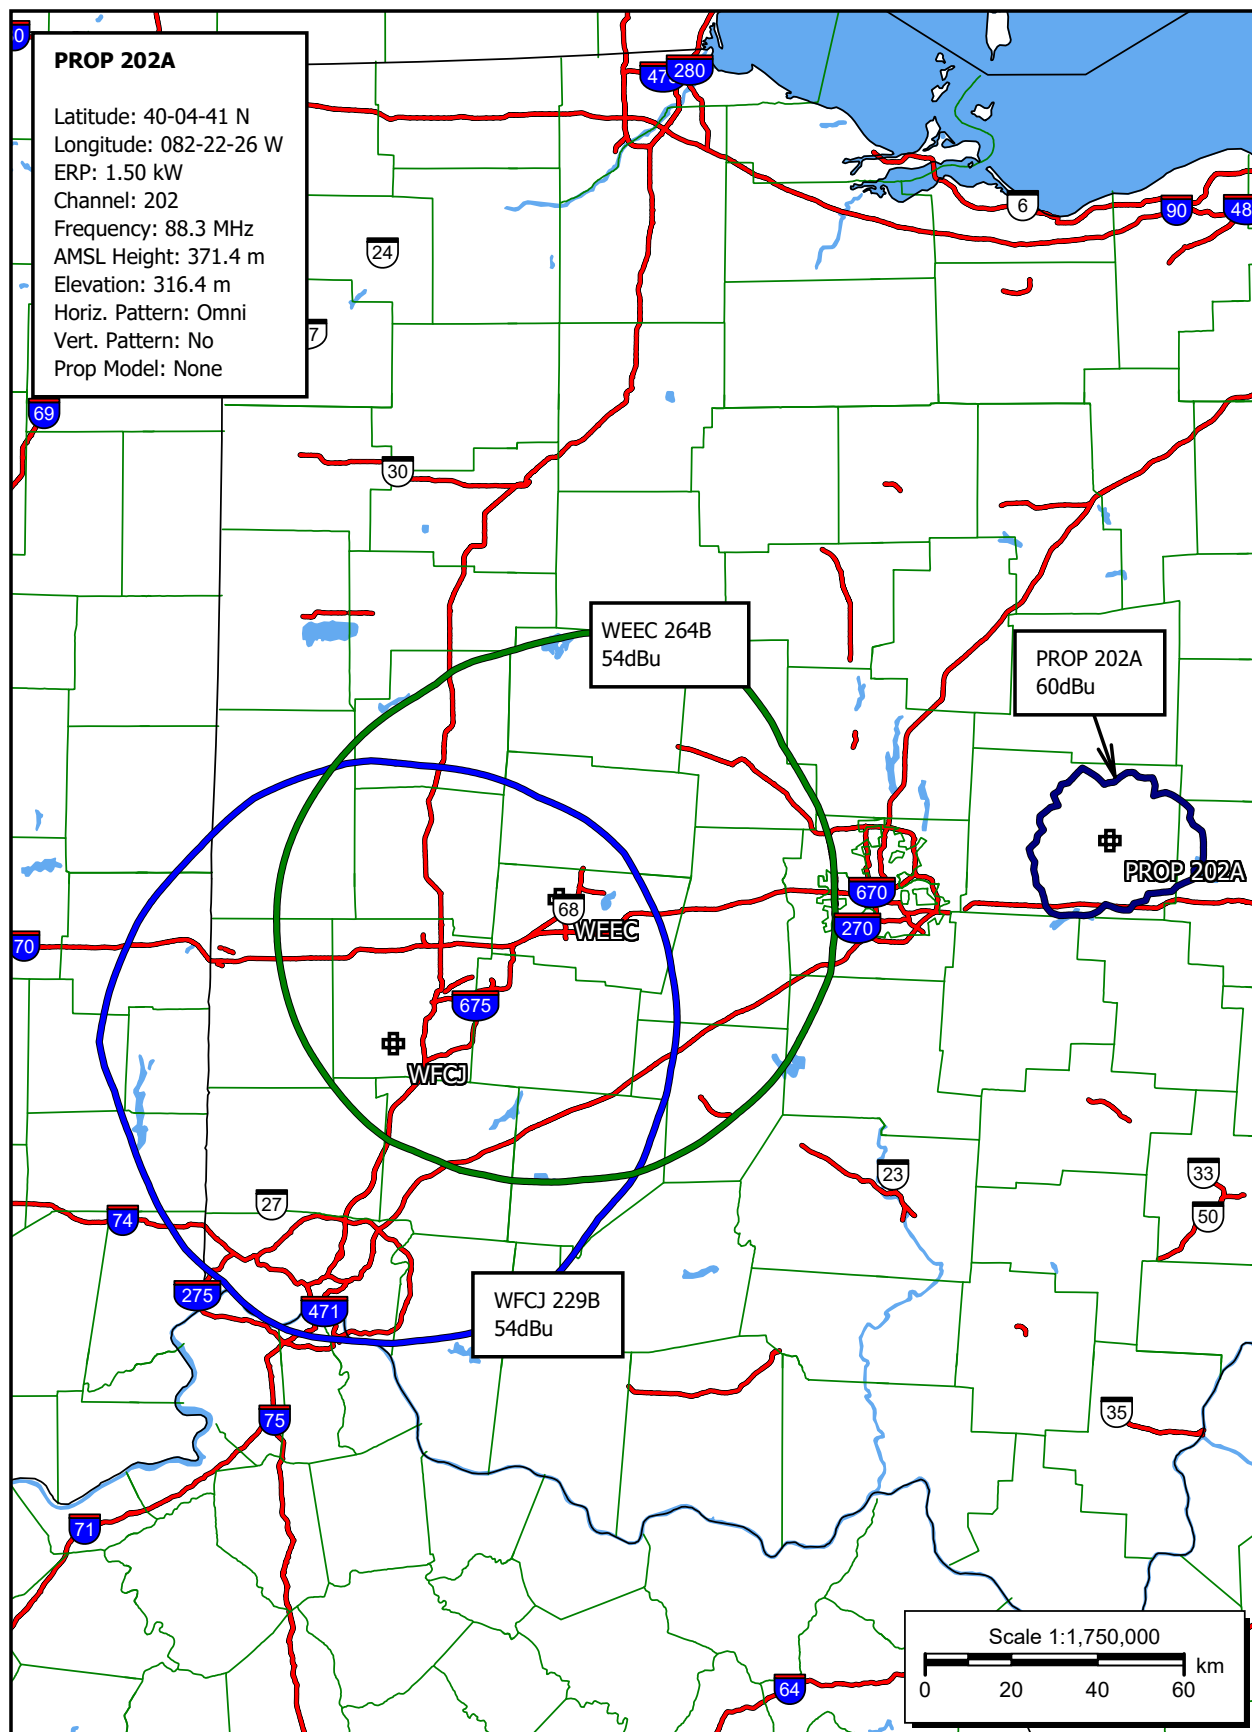 PROP 202A
Latitude: 40-04-41 N
Longitude: 082-22-26 W
ERP: 1.50 kW
Channel: 202
Frequency: 88.3 MHz
AMSL Height: 371.4 m
Elevation: 316.4 m
Horiz. Pattern: Omni
Vert. Pattern: No
Prop Model: None
280
6
90
48
24
7
69
30
WEEC 264B
54dBu
PROP 202A
60dBu
PROP 202A
670
68
WEEC
270
70
675
WFCJ
23
33
27
50
74
275
471
WFCJ 229B
54dBu
75
35
71
64
Scale 1:1,750,000
km
0 20 40 60